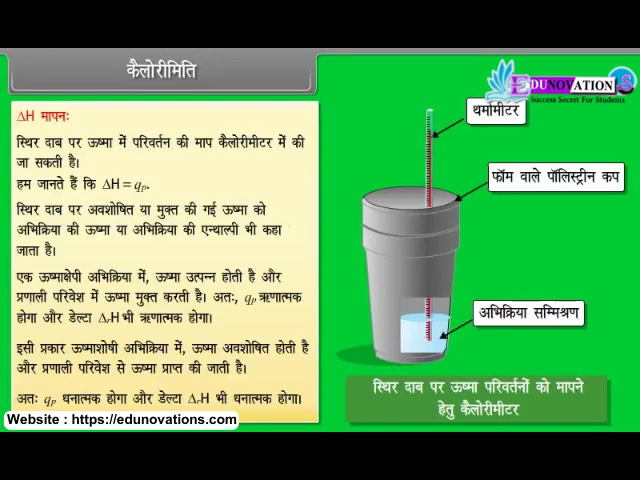 कैलोरीमिति
EDUNOVATION S
Success Secret For Students
ΔH मापनः
स्थिर दाब पर ऊष्मा में परिवर्तन की माप कैलोरीमीटर में की
जा सकती है।
हम जानते हैं कि ΔH = qp.
स्थिर दाब पर अवशोषित या मुक्त की गई ऊष्मा को
अभिक्रिया की ऊष्मा या अभिक्रिया की एन्थाल्पी भी कहा
जाता है।
एक ऊष्माक्षेपी अभिक्रिया में, ऊष्मा उत्पन्न होती है और
प्रणाली परिवेश में ऊष्मा मुक्त करती है। अतः, qp ऋणात्मक
होगा और डेल्टा ΔrH भी ऋणात्मक होगा।
इसी प्रकार ऊष्माशोषी अभिक्रिया में, ऊष्मा अवशोषित होती है
और प्रणाली परिवेश से ऊष्मा प्राप्त की जाती है।
अतः qp धनात्मक होगा और डेल्टा ΔrH भी धनात्मक होगा।
थर्मामीटर
फॉम वाले पॉलिस्ट्रीन कप
अभिक्रिया सम्मिश्रण
स्थिर दाब पर ऊष्मा परिवर्तनों को मापने
हेतु कैलोरीमीटर
Website : https://edunovations.com